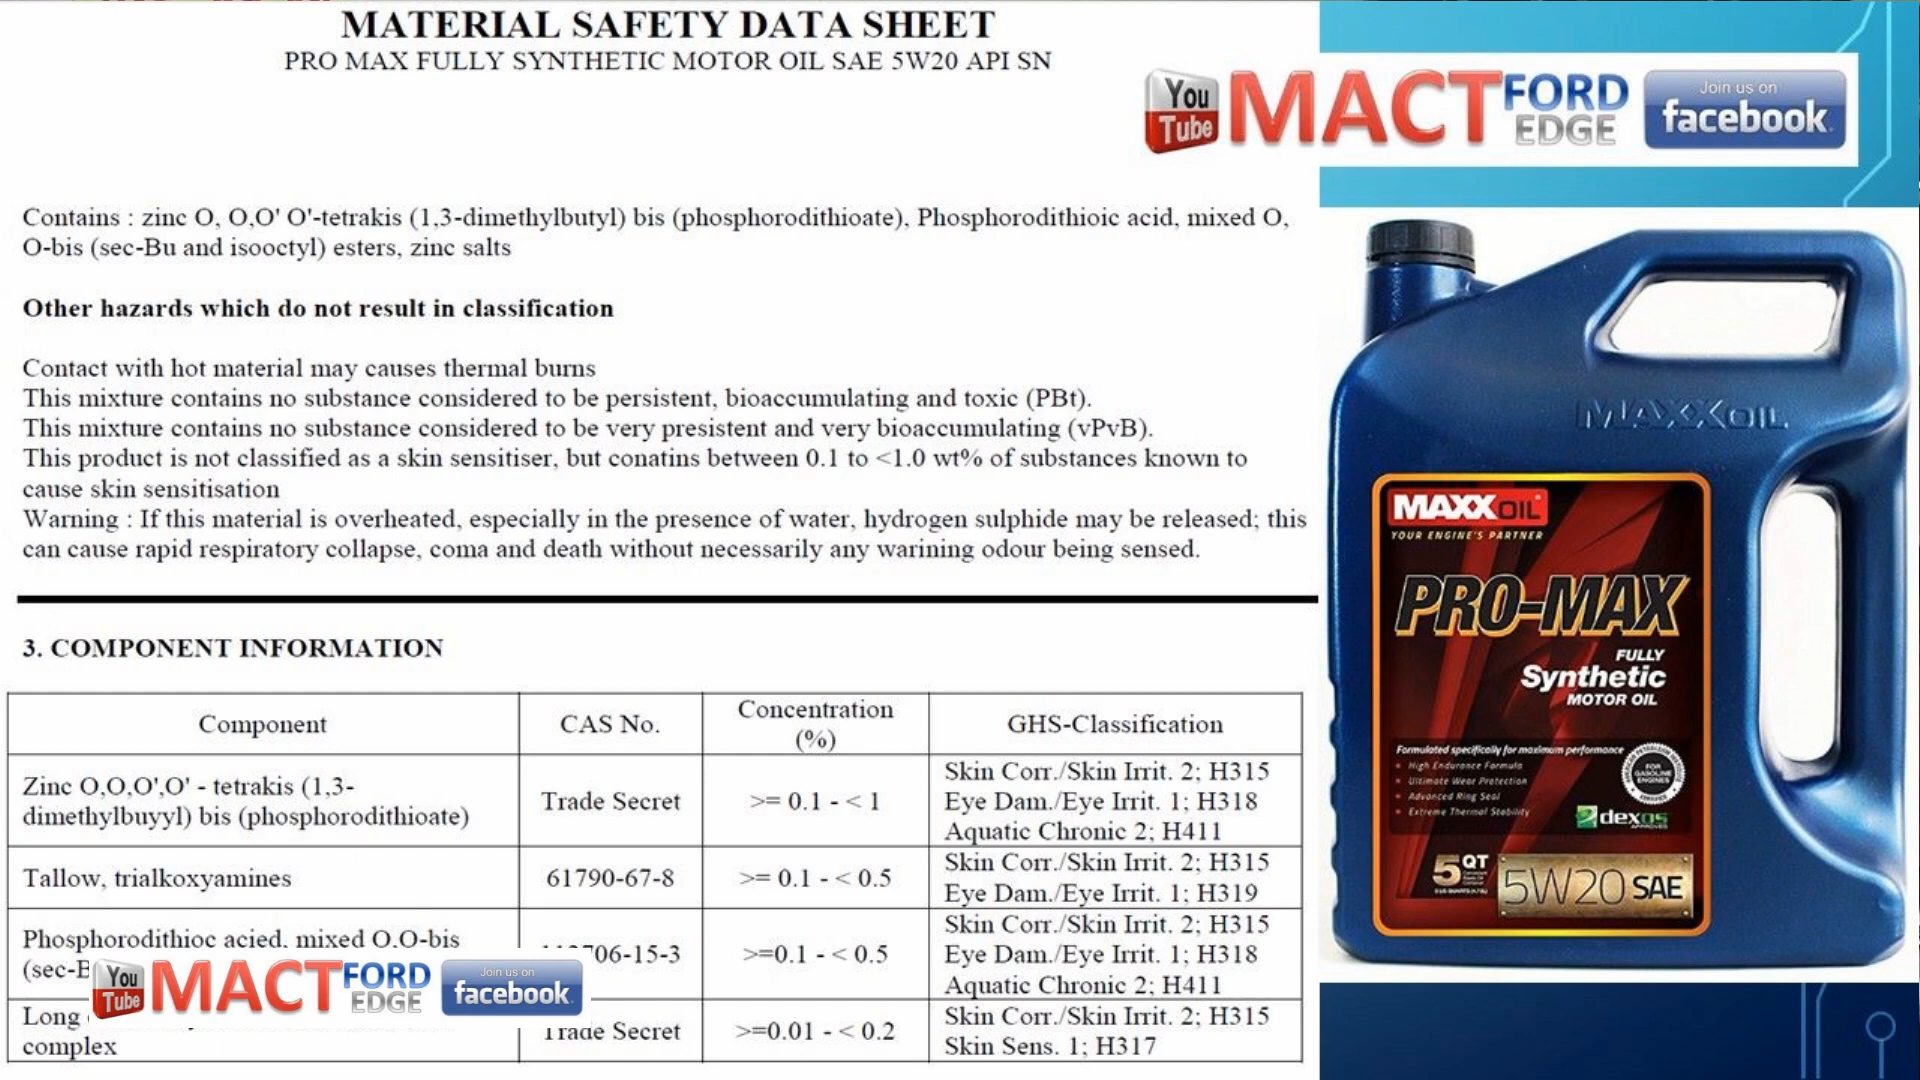 MATERIAL SAFETY DATA SHEET
PRO MAX FULLY SYNTHETIC MOTOR OIL SAE 5W20 API SN
You
Tube
MACT
FORD
EDGE
Join us on
facebook
Contains : zinc O, O,O' O'-tetrakis (1,3-dimethylbutyl) bis (phosphorodithioate), Phosphorodithioic acid, mixed O,
O-bis (sec-Bu and isooctyl) esters, zinc salts
Other hazards which do not result in classification
Contact with hot material may causes thermal burns
This mixture contains no substance considered to be persistent, bioaccumulating and toxic (PBt).
This mixture contains no substance considered to be very presistent and very bioaccumulating (vPvB).
This product is not classified as a skin sensitiser, but conatins between 0.1 to <1.0 wt% of substances known to
cause skin sensitisation
Warning : If this material is overheated, especially in the presence of water, hydrogen sulphide may be released; this
can cause rapid respiratory collapse, coma and death without necessarily any warining odour being sensed.
3. COMPONENT INFORMATION
Component CAS No. Concentration (%) GHS-Classification
Zinc O,O,O',O' - tetrakis (1,3-
dimethylbuyyl) bis (phosphorodithioate)
Trade Secret
>= 0.1 - < 1
Skin Corr./Skin Irrit. 2; H315
Eye Dam./Eye Irrit. 1; H318
Aquatic Chronic 2; H411
Tallow, trialkoxyamines
61790-67-8
>= 0.1 - < 0.5
Skin Corr./Skin Irrit. 2; H315
Eye Dam./Eye Irrit. 1; H319
Phosphorodithioc acied, mixed O,O-bis
(sec-B
06-15-3
>=0.1 - < 0.5
Skin Corr./Skin Irrit. 2; H315
Eye Dam./Eye Irrit. 1; H318
Aquatic Chronic 2; H411
Long
complex
Trade Secret
>=0.01 - < 0.2
Skin Corr./Skin Irrit. 2; H315
Skin Sens. 1; H317
You
Tube
MACT
FORD
EDGE
Join us on
facebook
MAXXOIL
MAXXOIL
YOUR ENGINE'S PARTNER
PRO-MAX
FULLY
Synthetic
MOTOR OIL
Formulated specifically for maximum performance
High Endurance Formula
Ultimate Wear Protection
Advanced Ring Seal
Extreme Thermal Stability
FOR
GASOLINE
ENGINES
dexos
APPROVED
5 QT
5W20 SAE